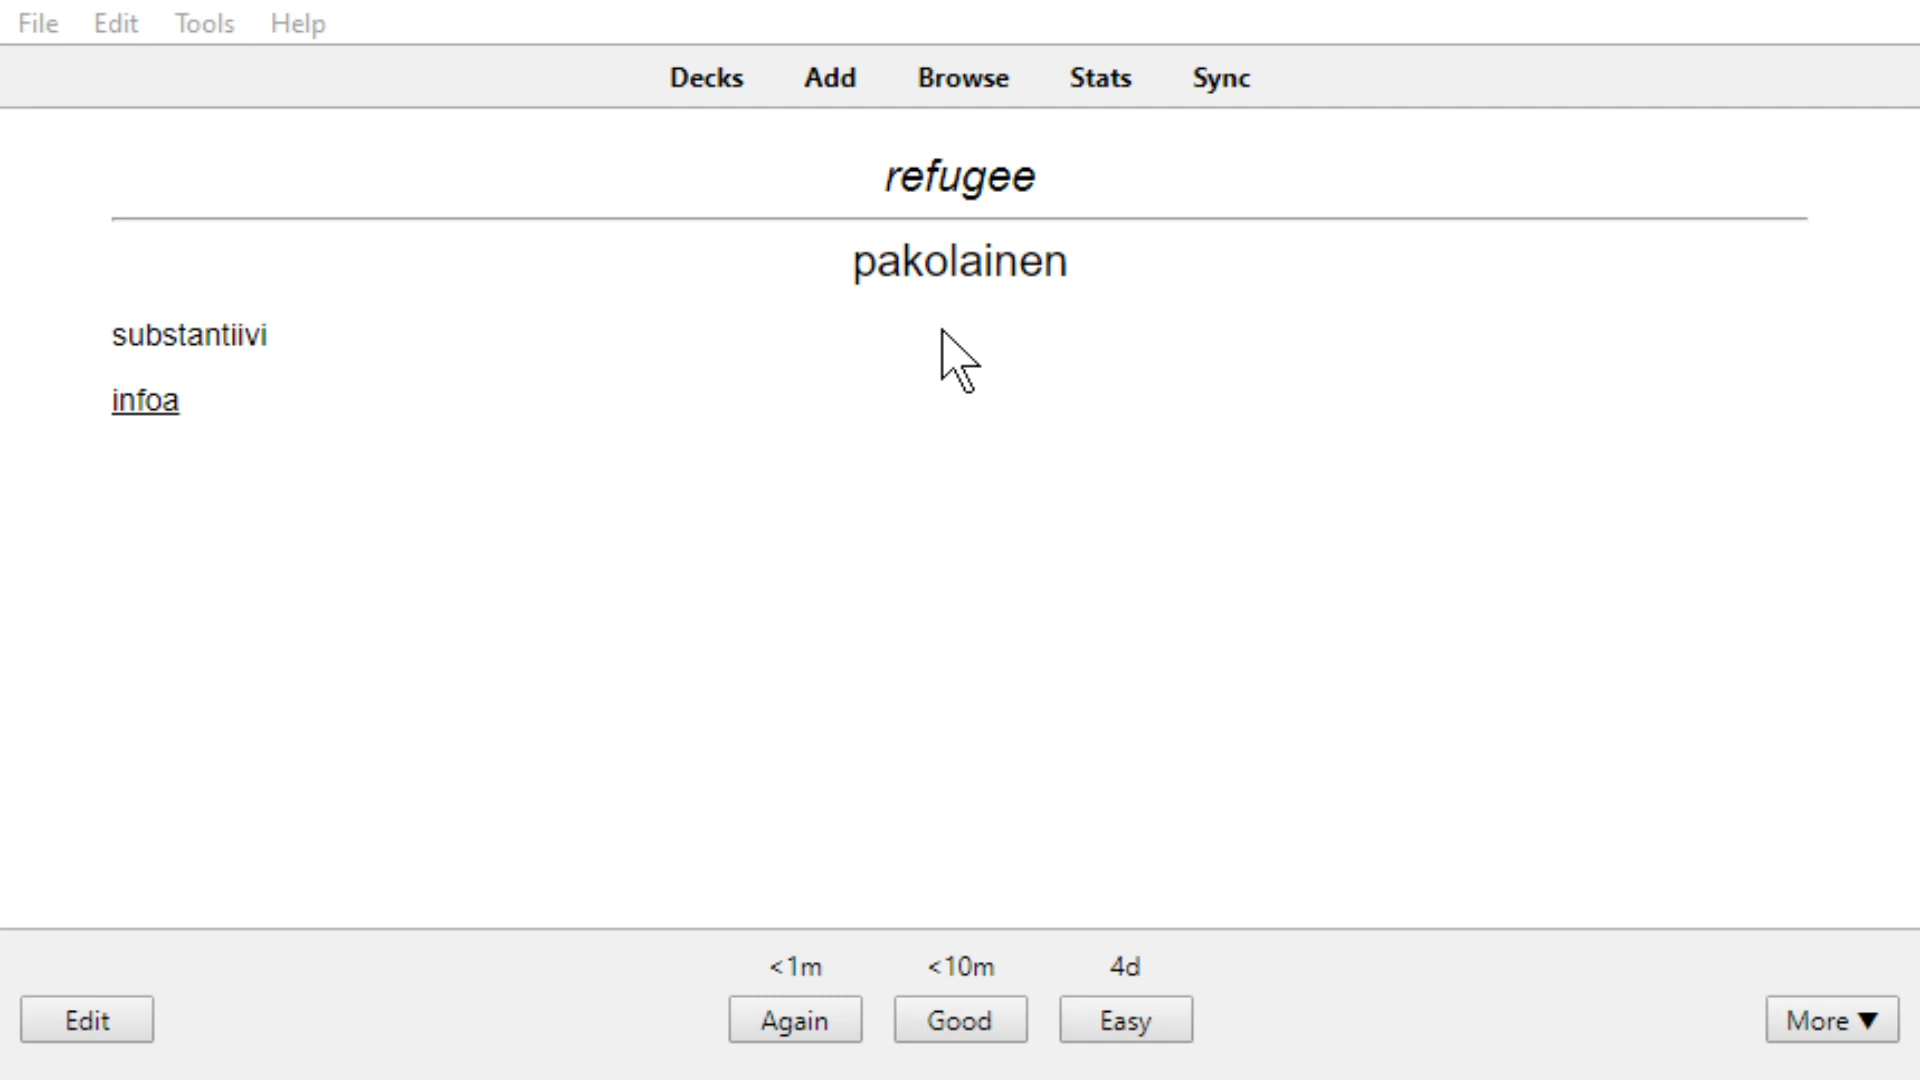 File Edit Tools Help
Decks Add Browse Stats Sync
refugee
pakolainen
substantiivi
infoa
<1m <10m 4d
Edit Again Good Easy More ▼